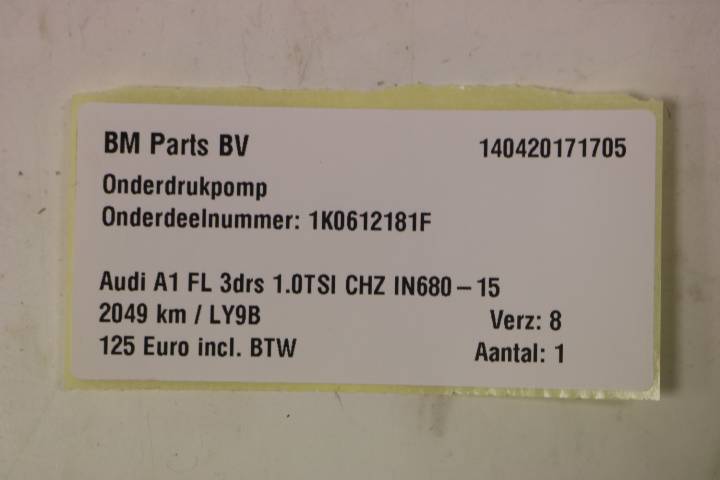 BM Parts BV 140420171705
Onderdrukpomp
Onderdeelnummer: 1K0612181F
Audi A1 FL 3drs 1.0TSI CHZ IN680 – 15
2049 km / LY9B Verz: 8
125 Euro incl. BTW Aantal: 1